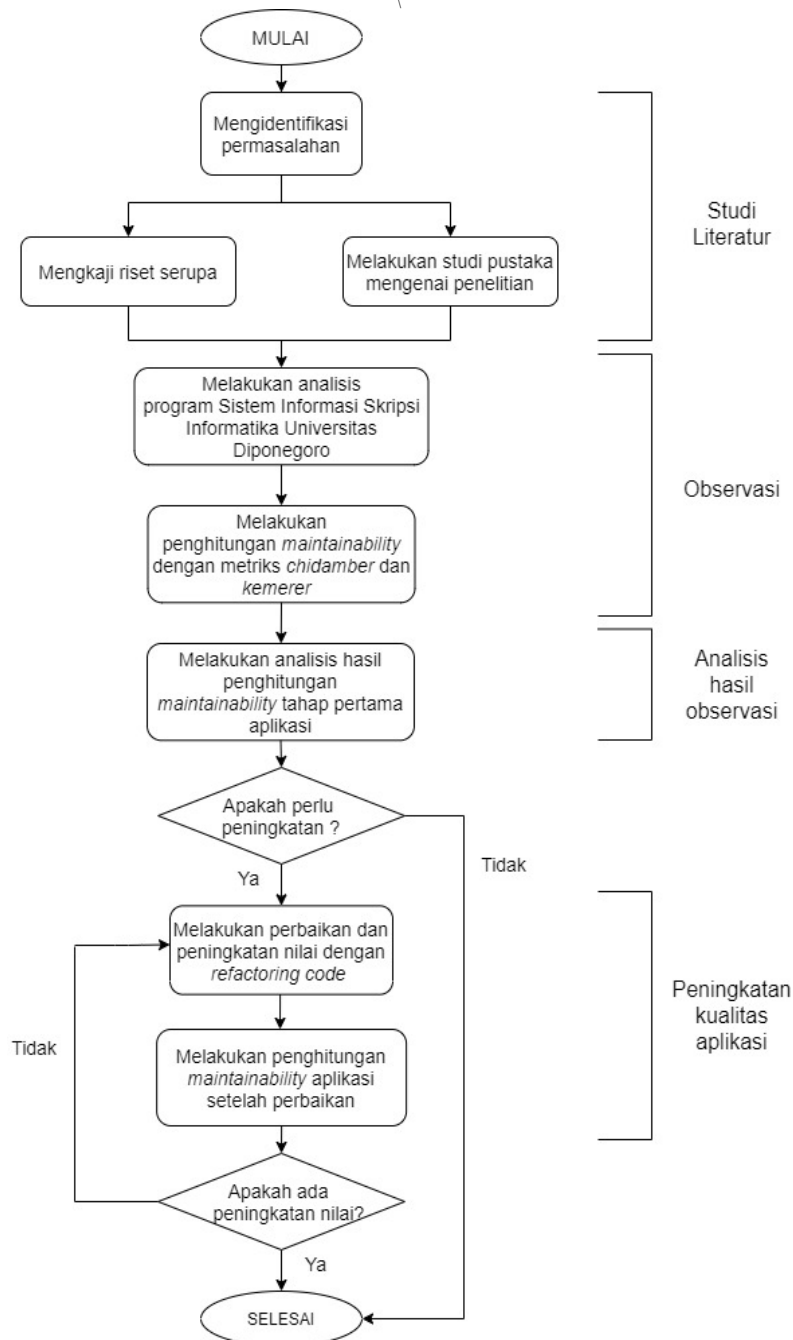 MULAI
Mengidentifikasi
permasalahan
Studi
Literatur
Mengkaji riset serupa
Melakukan studi pustaka
mengenai penelitian
Melakukan analisis
program Sistem Informasi Skripsi
Informatika Universitas
Diponegoro
Observasi
Melakukan
penghitungan maintainability
dengan metriks chidamber dan
kemerer
Melakukan analisis hasil
penghitungan
maintainability tahap pertama
aplikasi
Analisis
hasil
observasi
Apakah perlu
peningkatan ?
Tidak
Ya
Melakukan perbaikan dan
peningkatan nilai dengan
refactoring code
Peningkatan
kualitas
aplikasi
Tidak
Melakukan penghitungan
maintainability aplikasi
setelah perbaikan
Apakah ada
peningkatan nilai?
Ya
SELESAI